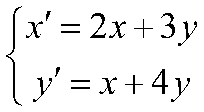 x′ = 2x + 3y
y′ = x + 4y